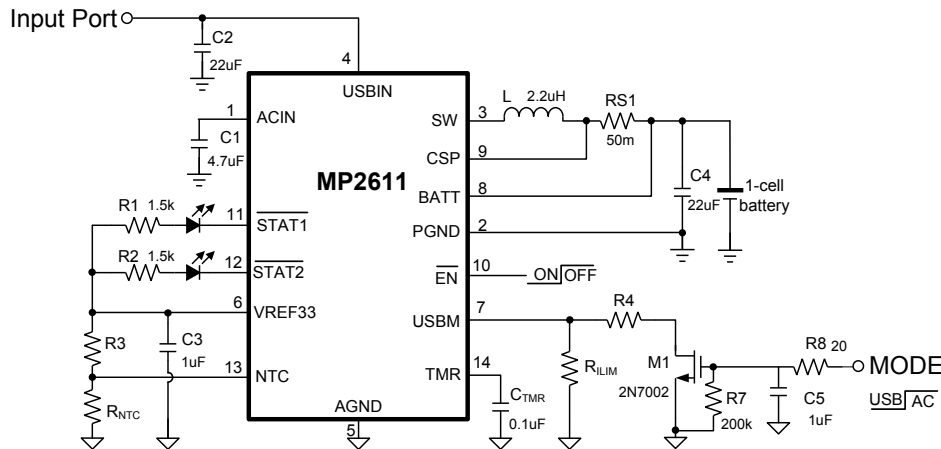 Input Port
C2
22uF
4
USBIN
1
ACIN
C1
4.7uF
MP2611
SW
3
L
2.2uH
RS1
50m
CSP
9
BATT
8
C4
22uF
1-cell
battery
R1
1.5k
11
STAT1
PGND
2
R2
1.5k
12
STAT2
EN
10
ON OFF
6
VREF33
USBM
7
R4
R3
C3
1uF
RILIM
M1
2N7002
R8
20
MODE
USB AC
13
NTC
TMR
14
R7
200k
C5
1uF
RNTC
CTMR
0.1uF
AGND
5